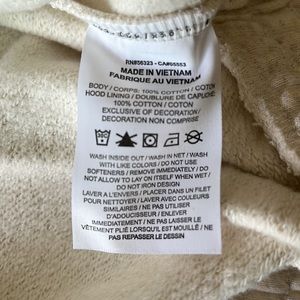 RN#56323 - CA#05553
MADE IN VIETNAM
FABRIQUÉ AU VIETNAM
BODY / CORPS: 100% COTTON / COTON
HOOD LINING / DOUBLURE DE CAPUCHE:
100% COTTON / COTON
EXCLUSIVE OF DECORATION/
DECORATION NON COMPRISE
WASH INSIDE OUT / WASH IN NET / WASH
WITH LIKE COLORS / DO NOT USE
SOFTENERS / REMOVE IMMEDIATELY / DO
NOT ALLOW TO LAY ON ITSELF WHEN WET /
DO NOT IRON DESIGN
LAVER A L'ENVERS / PLACER DANS UN FILET
POUR NETTOYER / LAVER AVEC COULEURS
SIMILAIRES / NE PAS UTILISER
D'ADOUCISSEUR / ENLEVER
IMMEDIATEMENT / NE PAS LAISSER LE
VÊTEMENT PLIÉ LORSQU'IL EST MOUILLÉ / NE
PAS REPASSER LE DESSIN